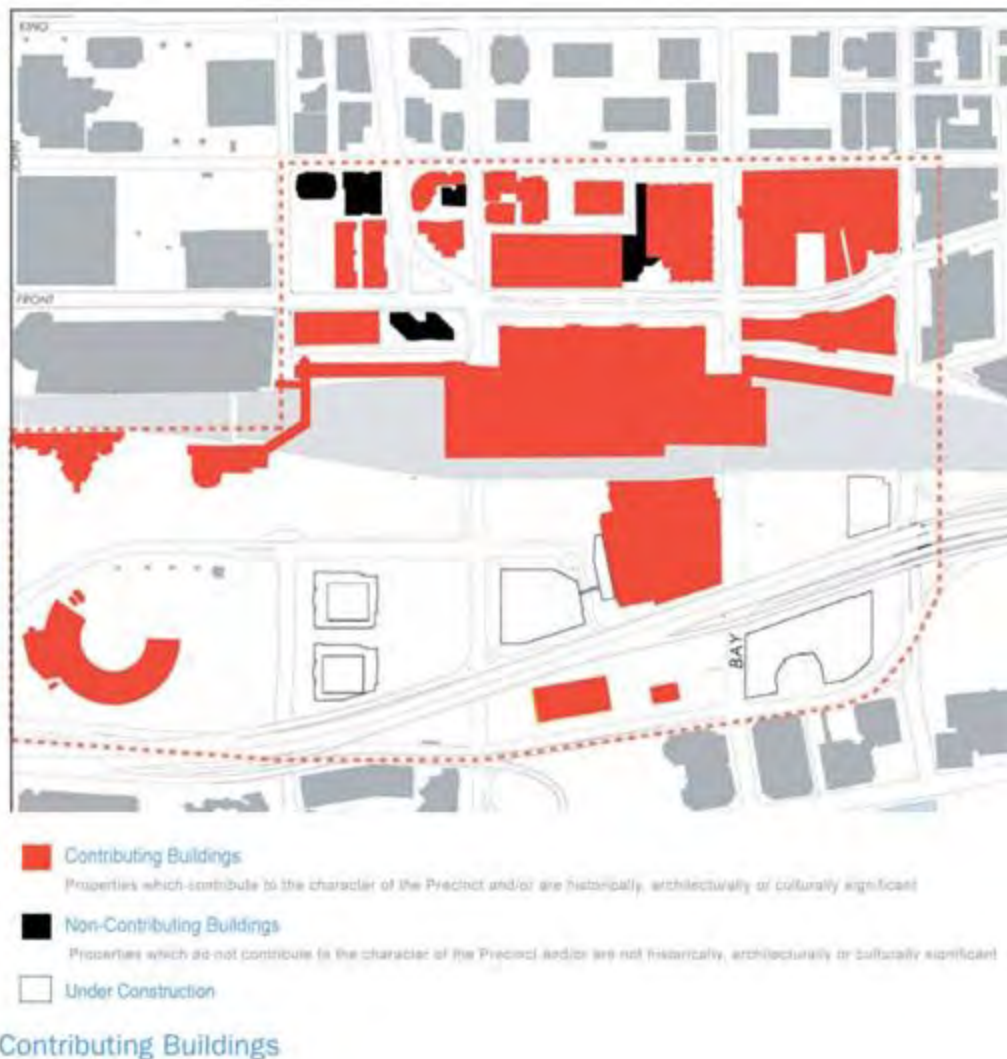 KING
JOHN
FRONT
BAY
Contributing Buildings
Properties which contribute to the character of the Precinct and/or are historically, architecturally or culturally significant
Non-Contributing Buildings
Properties which do not contribute to the character of the Precinct and/or are not historically, architecturally or culturally significant
Under Construction
Contributing Buildings